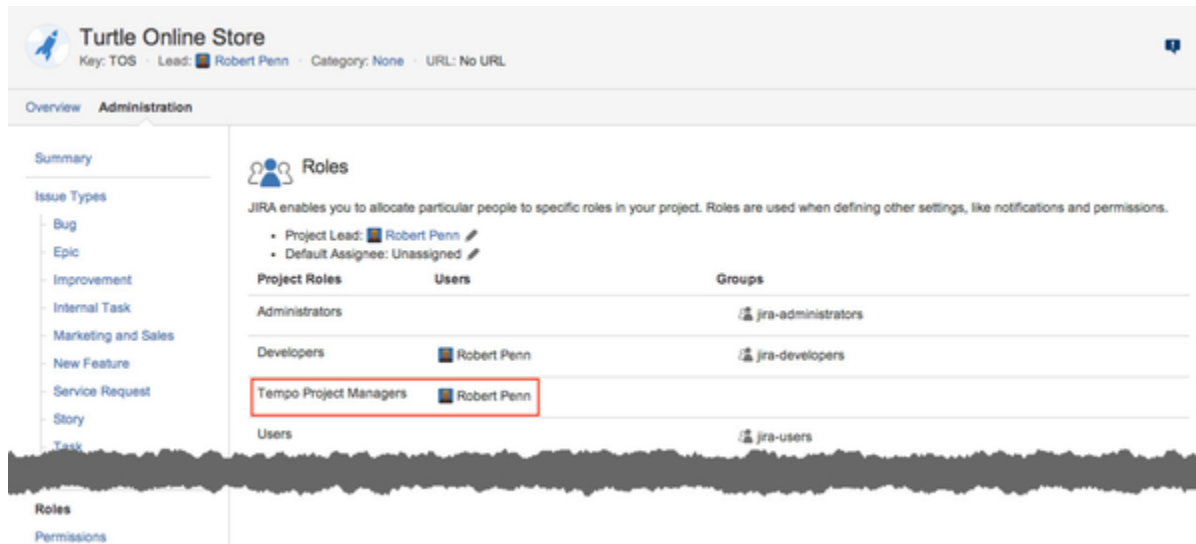 Turtle Online Store
Key: TOS · Lead: Robert Penn · Category: None · URL: No URL
Overview Administration
Summary
Issue Types
Bug
Epic
Improvement
Internal Task
Marketing and Sales
New Feature
Service Request
Story
Task
Roles
JIRA enables you to allocate particular people to specific roles in your project. Roles are used when defining other settings, like notifications and permissions.
• Project Lead: Robert Penn
• Default Assignee: Unassigned
Project Roles Users Groups
Administrators jira-administrators
Developers Robert Penn jira-developers
Tempo Project Managers Robert Penn
Users jira-users
Roles
Permissions